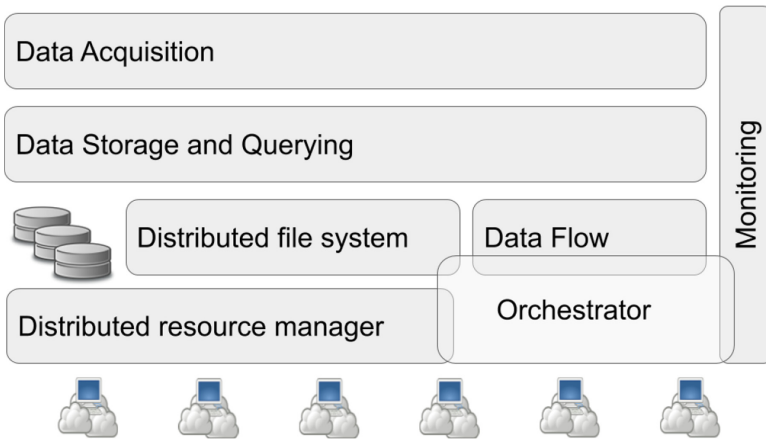 Data Acquisition
Data Storage and Querying
Distributed file system
Data Flow
Orchestrator
Distributed resource manager
Monitoring